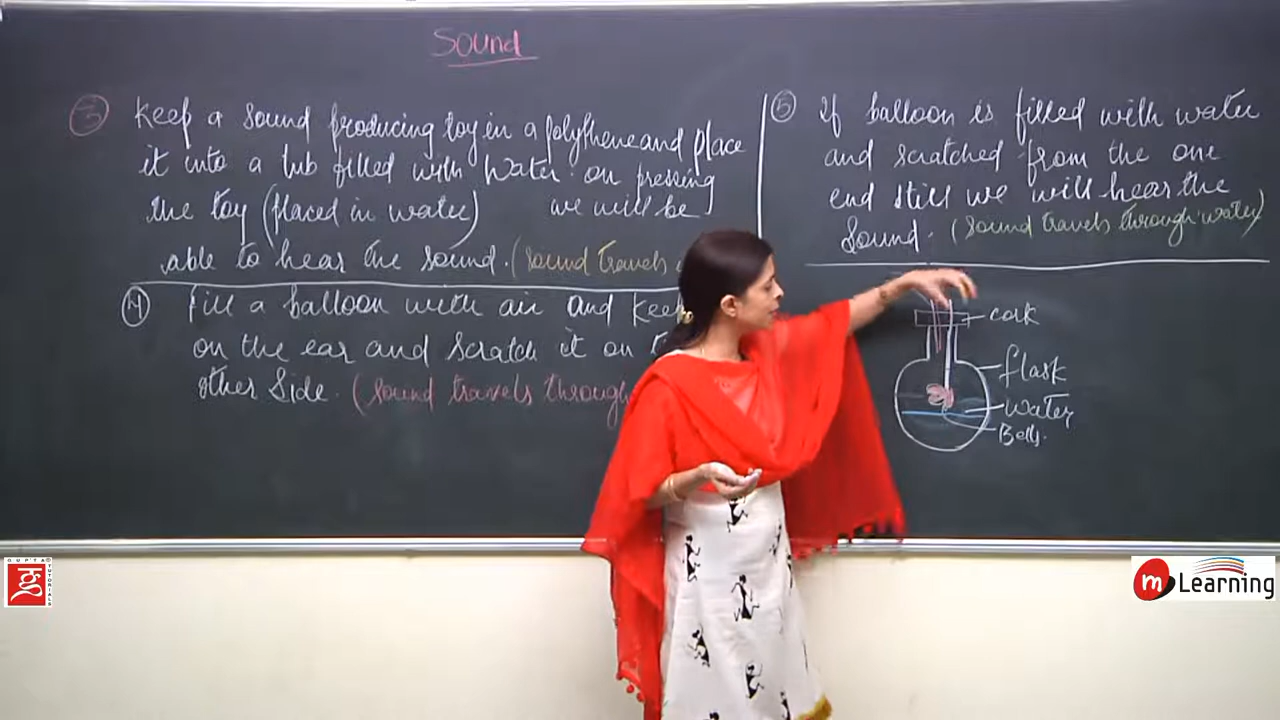 Sound
③ Keep a sound producing toy in a polythene and place
it into a tub filled with water. on pressing
the toy (placed in water) we will be
able to hear the sound. (sound travels
④ Fill a balloon with air and keep
on the ear and scratch it on
other side. (sound travels through
⑤ If balloon is filled with water
and scratched from the one
end still we will hear the
sound. (sound travels through water)
cork
flask
water
Bells.
GUPTA TUTORIALS
m Learning